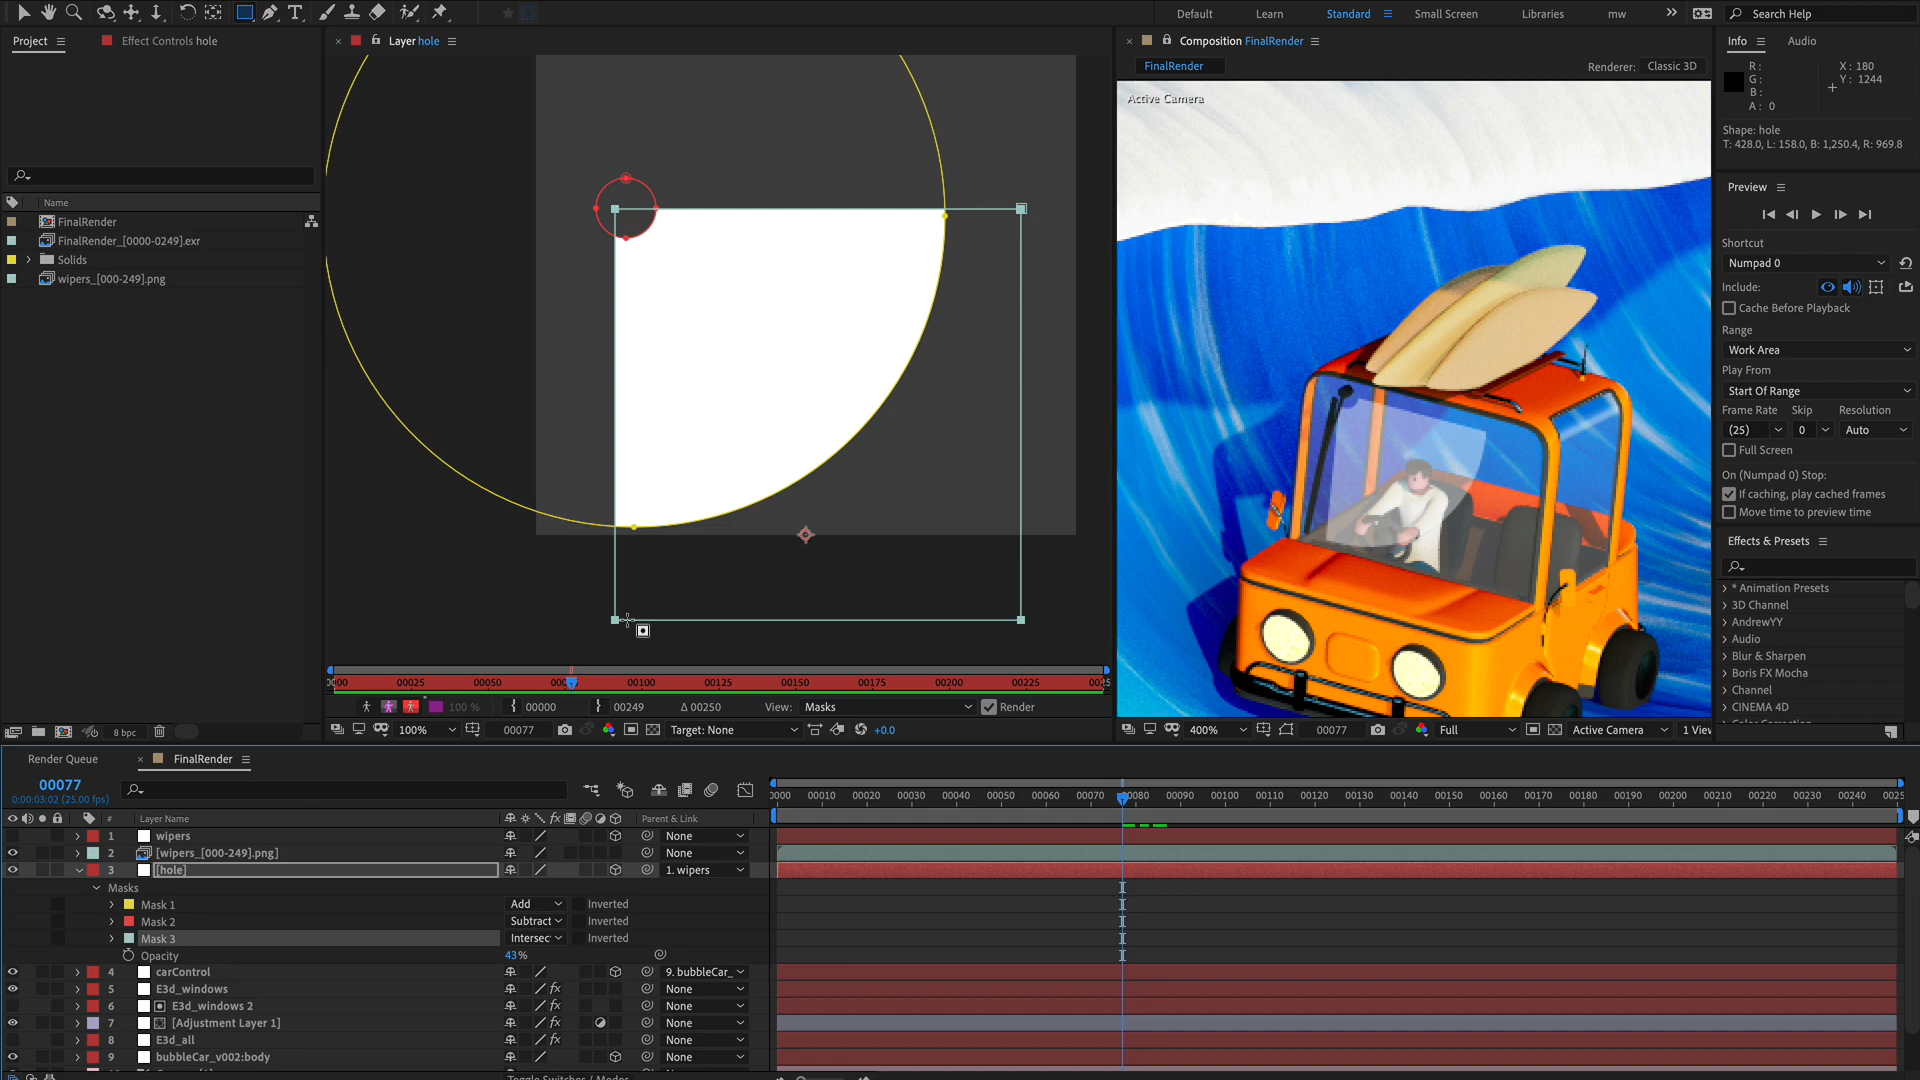 Default
Learn
Standard
Small Screen
Libraries
mw
Search Help
Project
Effect Controls hole
Layer hole
Composition FinalRender
Info
Audio
FinalRender
Renderer:
Classic 3D
Active Camera
R :
G :
B :
A : 0
X : 180
Y : 1244
Shape: hole
T: 428.0, L: 158.0, B: 1,250.4, R: 969.8
Name
FinalRender
FinalRender_[0000-0249].exr
Solids
wipers_[000-249].png
Preview
Shortcut
Numpad 0
Include:
Cache Before Playback
Range
Work Area
Play From
Start Of Range
Frame Rate Skip Resolution
(25) 0 Auto
Full Screen
On (Numpad 0) Stop:
If caching, play cached frames
Move time to preview time
Effects & Presets
* Animation Presets
3D Channel
AndrewYY
Audio
Blur & Sharpen
Boris FX Mocha
Channel
CINEMA 4D
00025 00050 00100 00125 00150 00175 00200 00225
100 %
00000
00249
Δ 00250
View: Masks
Render
8 bpc
100%
00077
Target: None
+0.0
400%
00077
Full
Active Camera
1 View
Render Queue
FinalRender
00077
0:00:03:02 (25.00 fps)
00010 00020 00030 00040 00050 00060 00070 00080 00090 00100 00110 00120 00130 00140 00150 00160 00170 00180 00190 00200 00210 00220 00230 00240
# Layer Name fx Parent & Link
1 wipers None
2 [wipers_[000-249].png] None
3 [hole] 1. wipers
Masks
Mask 1 Add Inverted
Mask 2 Subtract Inverted
Mask 3 Intersec Inverted
Opacity 43%
4 carControl 9. bubbleCar_
5 E3d_windows fx None
6 E3d_windows 2 fx None
7 [Adjustment Layer 1] fx None
8 E3d_all fx None
9 bubbleCar_v002:body None